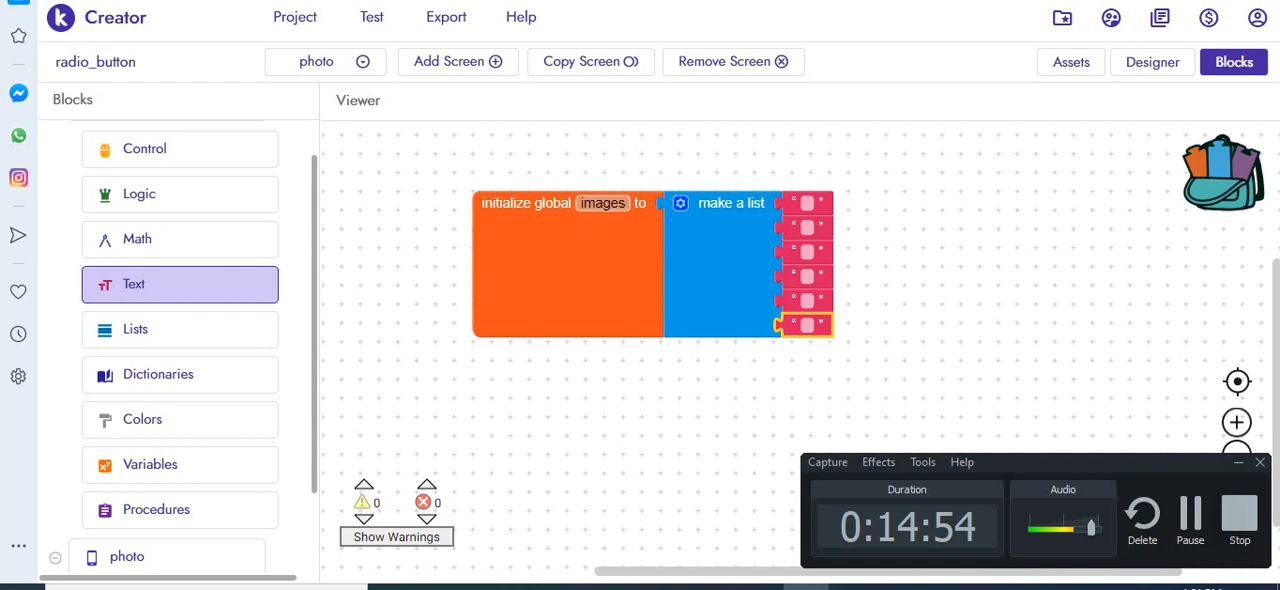 Creator
Project Test Export Help
radio_button photo Add Screen Copy Screen Remove Screen Assets Designer Blocks
Blocks Viewer
Control
Logic
Math
Text
Lists
Dictionaries
Colors
Variables
Procedures
photo
initialize global images to make a list “ ”
“ ”
“ ”
“ ”
“ ”
“ ”
0 0
Show Warnings
Capture Effects Tools Help
Duration Audio
0:14:54
Delete Pause Stop